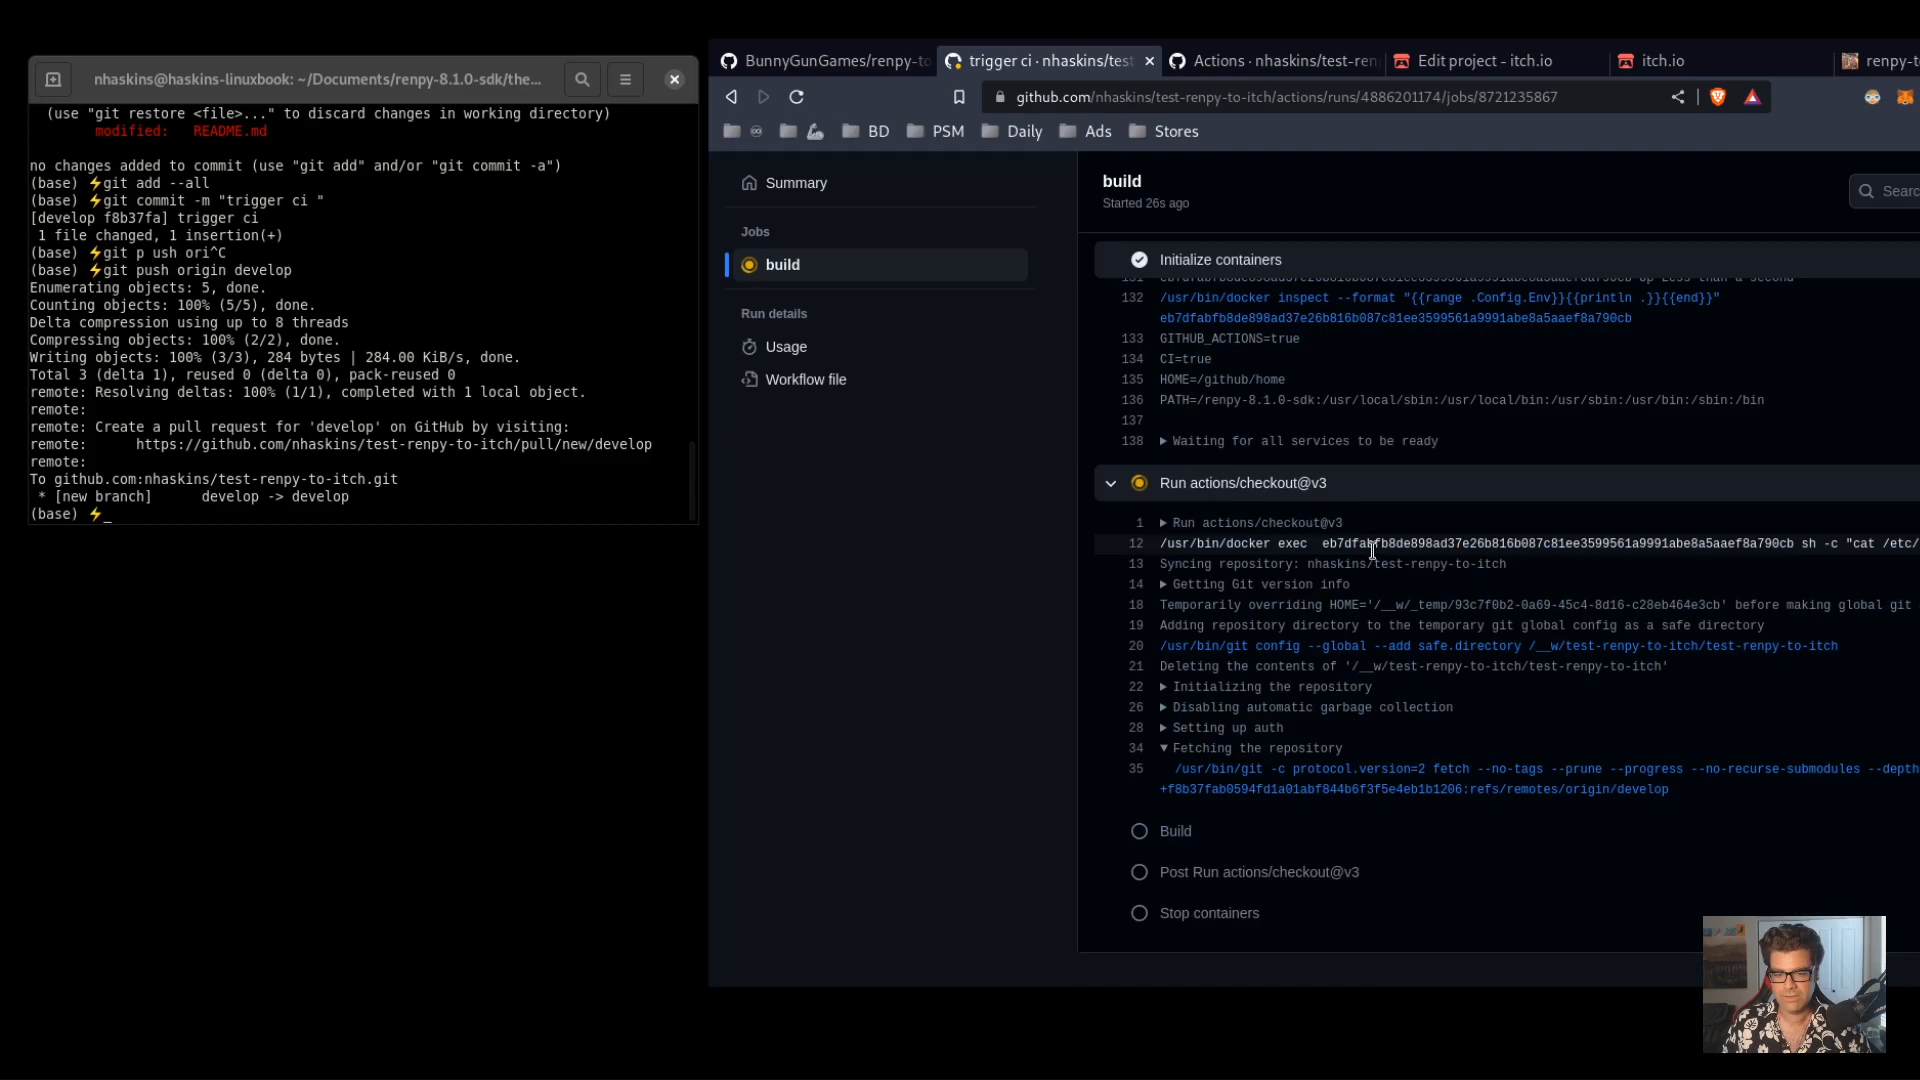 nhaskins@haskins-linuxbook: ~/Documents/renpy-8.1.0-sdk/the...
(use "git restore <file>..." to discard changes in working directory)
modified:   README.md
no changes added to commit (use "git add" and/or "git commit -a")
(base) ⚡git add --all
(base) ⚡git commit -m "trigger ci "
[develop f8b37fa] trigger ci
1 file changed, 1 insertion(+)
(base) ⚡git p ush ori^C
(base) ⚡git push origin develop
Enumerating objects: 5, done.
Counting objects: 100% (5/5), done.
Delta compression using up to 8 threads
Compressing objects: 100% (2/2), done.
Writing objects: 100% (3/3), 284 bytes | 284.00 KiB/s, done.
Total 3 (delta 1), reused 0 (delta 0), pack-reused 0
remote: Resolving deltas: 100% (1/1), completed with 1 local object.
remote:
remote: Create a pull request for 'develop' on GitHub by visiting:
remote:      https://github.com/nhaskins/test-renpy-to-itch/pull/new/develop
remote:
To github.com:nhaskins/test-renpy-to-itch.git
* [new branch]      develop -> develop
(base) ⚡_
BunnyGunGames/renpy-to
trigger ci · nhaskins/test
Actions · nhaskins/test-ren
Edit project - itch.io
itch.io
renpy-to
github.com/nhaskins/test-renpy-to-itch/actions/runs/4886201174/jobs/8721235867
BD
PSM
Daily
Ads
Stores
Summary
Jobs
build
Run details
Usage
Workflow file
build
Started 26s ago
Searc
Initialize containers
132 /usr/bin/docker inspect --format "{{range .Config.Env}}{{println .}}{{end}}"
eb7dfabfb8de898ad37e26b816b087c81ee3599561a9991abe8a5aaef8a790cb
133 GITHUB_ACTIONS=true
134 CI=true
135 HOME=/github/home
136 PATH=/renpy-8.1.0-sdk:/usr/local/sbin:/usr/local/bin:/usr/sbin:/usr/bin:/sbin:/bin
137
138 ▶ Waiting for all services to be ready
Run actions/checkout@v3
1 ▶ Run actions/checkout@v3
12 /usr/bin/docker exec  eb7dfabfb8de898ad37e26b816b087c81ee3599561a9991abe8a5aaef8a790cb sh -c "cat /etc/
13 Syncing repository: nhaskins/test-renpy-to-itch
14 ▶ Getting Git version info
18 Temporarily overriding HOME='/__w/_temp/93c7f0b2-0a69-45c4-8d16-c28eb464e3cb' before making global git
19 Adding repository directory to the temporary git global config as a safe directory
20 /usr/bin/git config --global --add safe.directory /__w/test-renpy-to-itch/test-renpy-to-itch
21 Deleting the contents of '/__w/test-renpy-to-itch/test-renpy-to-itch'
22 ▶ Initializing the repository
26 ▶ Disabling automatic garbage collection
28 ▶ Setting up auth
34 ▼ Fetching the repository
35 /usr/bin/git -c protocol.version=2 fetch --no-tags --prune --progress --no-recurse-submodules --depth
+f8b37fab0594fd1a01abf844b6f3f5e4eb1b1206:refs/remotes/origin/develop
Build
Post Run actions/checkout@v3
Stop containers